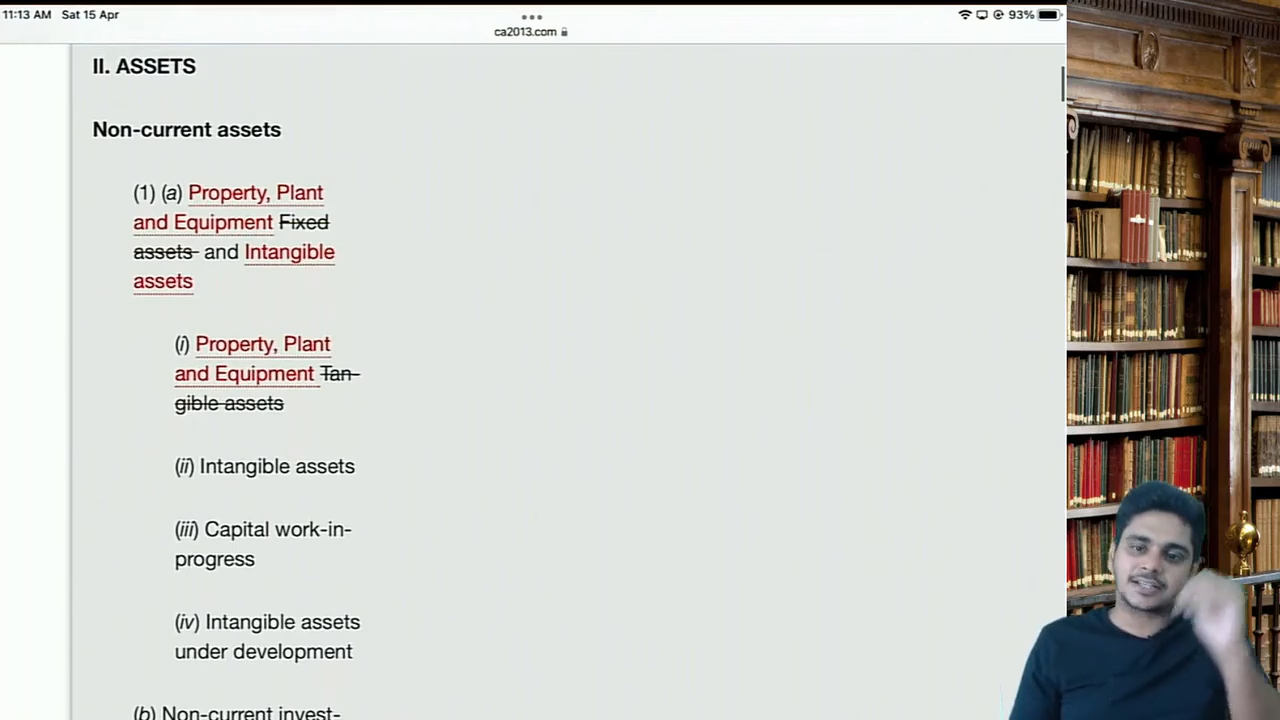 11:13 AM Sat 15 Apr
93%
ca2013.com
II. ASSETS
Non-current assets
(1) (a) Property, Plant
and Equipment Fixed
assets and Intangible
assets
(i) Property, Plant
and Equipment Tan-
gible assets
(ii) Intangible assets
(iii) Capital work-in-
progress
(iv) Intangible assets
under development
(b) Non-current invest-